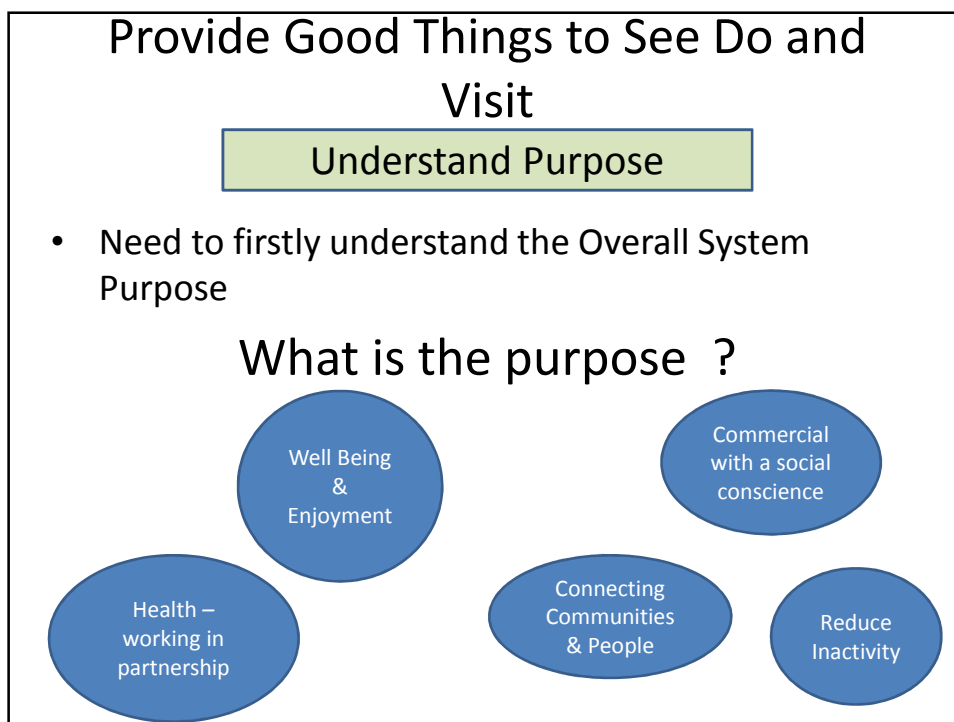 Provide Good Things to See Do and
Visit
Understand Purpose
• Need to firstly understand the Overall System
Purpose
What is the purpose ?
Well Being
&
Enjoyment
Commercial
with a social
conscience
Health –
working in
partnership
Connecting
Communities
& People
Reduce
Inactivity